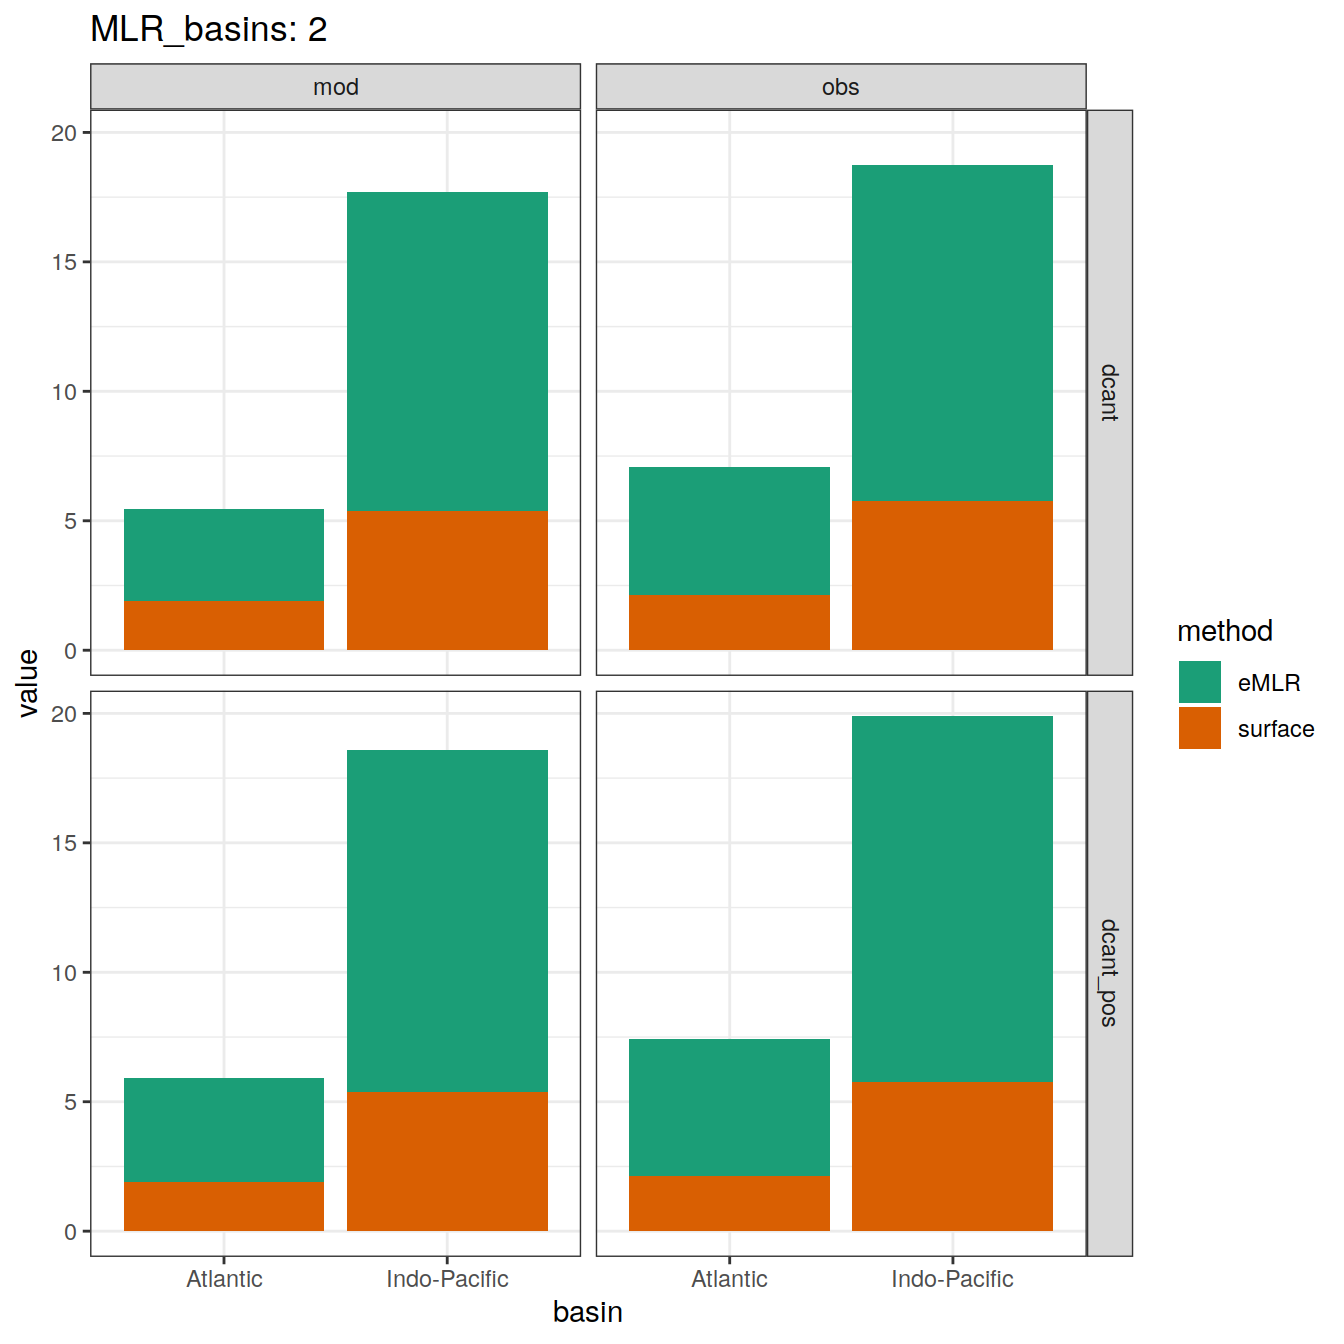 MLR_basins: 2
mod
obs
20
15
10
5
0
dcant
20
15
10
5
0
dcant_pos
value
Atlantic
Indo-Pacific
Atlantic
Indo-Pacific
basin
method
eMLR
surface